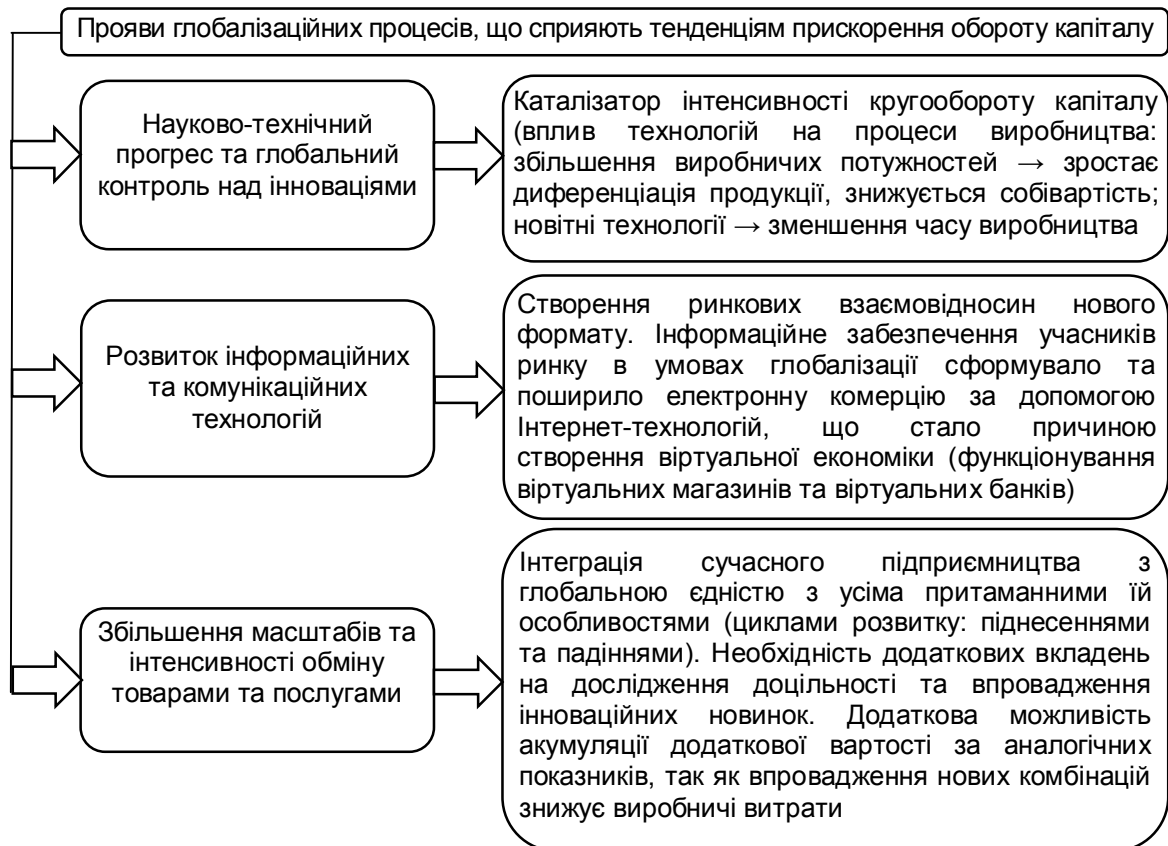 Прояви глобалізаційних процесів, що сприяють тенденціям прискорення обороту капіталу
Науково-технічний
прогрес та глобальний
контроль над інноваціями
Каталізатор інтенсивності кругообороту капіталу
(вплив технологій на процеси виробництва:
збільшення виробничих потужностей → зростає
диференціація продукції, знижується собівартість;
новітні технології → зменшення часу виробництва
Розвиток інформаційних
та комунікаційних
технологій
Створення ринкових взаємовідносин нового
формату. Інформаційне забезпечення учасників
ринку в умовах глобалізації сформувало та
поширило електронну комерцію за допомогою
Інтернет-технологій, що стало причиною
створення віртуальної економіки (функціонування
віртуальних магазинів та віртуальних банків)
Збільшення масштабів та
інтенсивності обміну
товарами та послугами
Інтеграція сучасного підприємництва з
глобальною єдністю з усіма притаманними їй
особливостями (циклами розвитку: піднесеннями
та падіннями). Необхідність додаткових вкладень
на дослідження доцільності та впровадження
інноваційних новинок. Додаткова можливість
акумуляції додаткової вартості за аналогічних
показників, так як впровадження нових комбінацій
знижує виробничі витрати